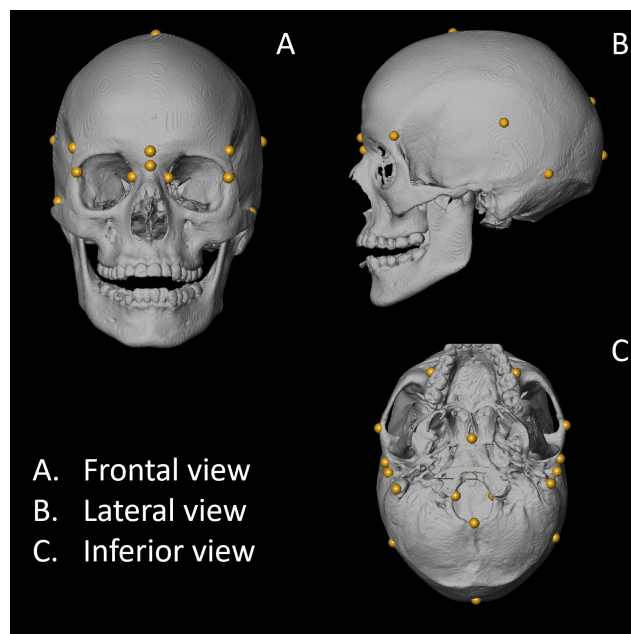 A
B
C
A. Frontal view
B. Lateral view
C. Inferior view